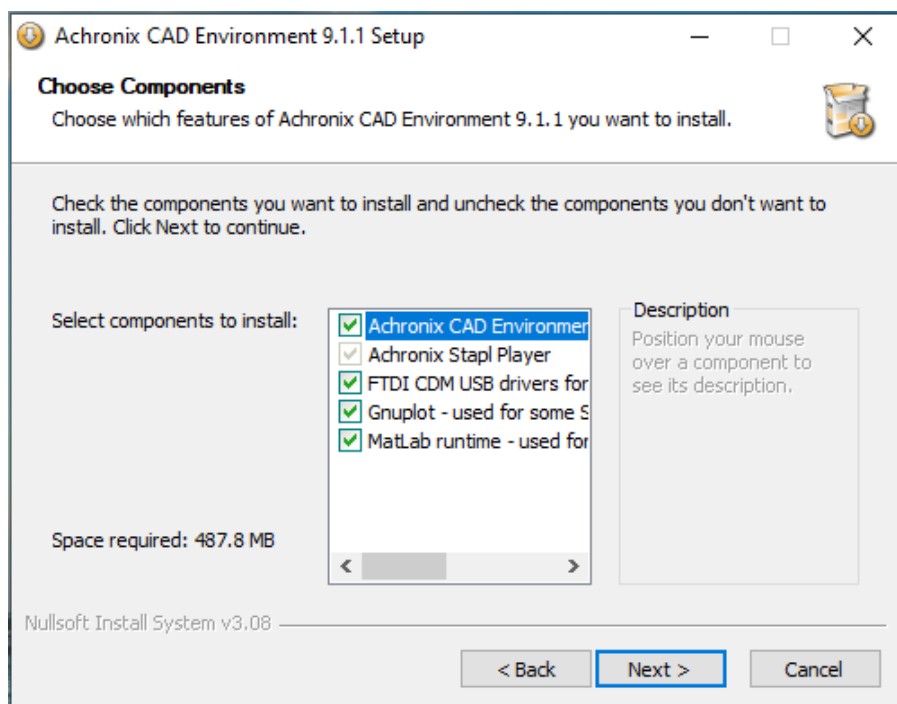 Achronix CAD Environment 9.1.1 Setup
Choose Components
Choose which features of Achronix CAD Environment 9.1.1 you want to install.
Check the components you want to install and uncheck the components you don't want to
install. Click Next to continue.
Select components to install:
Achronix CAD Environmen
Achronix Stapl Player
FTDI CDM USB drivers for
Gnuplot - used for some S
MatLab runtime - used for
Description
Position your mouse
over a component to
see its description.
Space required: 487.8 MB
Nullsoft Install System v3.08
< Back
Next >
Cancel